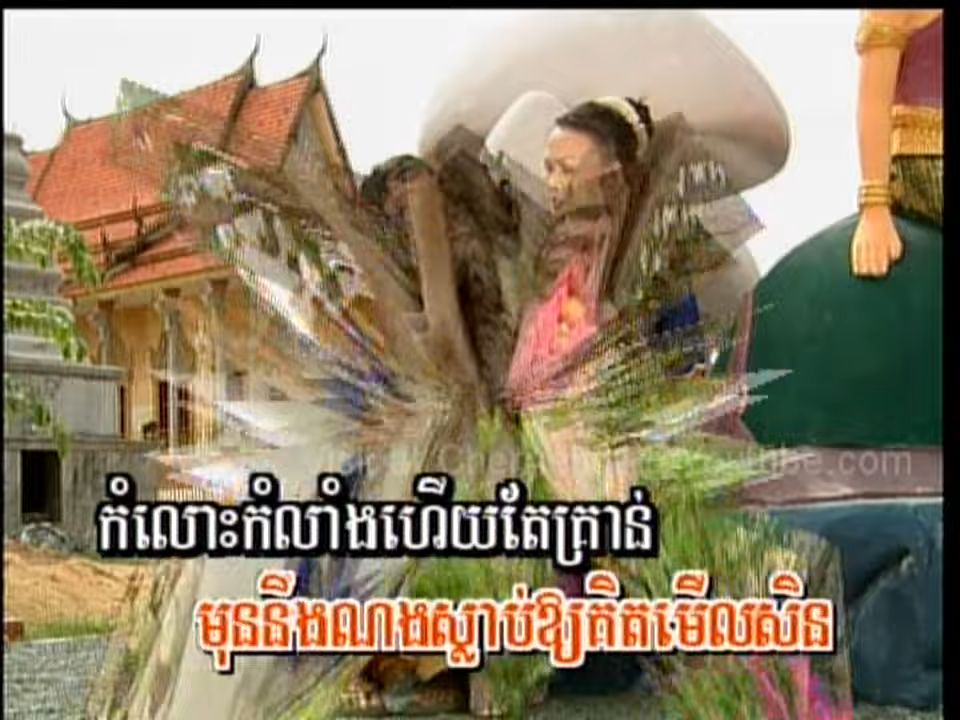 កំលោះកំលាំងហើយតែគ្រាន់
មុននឹងណងស្លាប់ឱ្យគិតមើលសិន